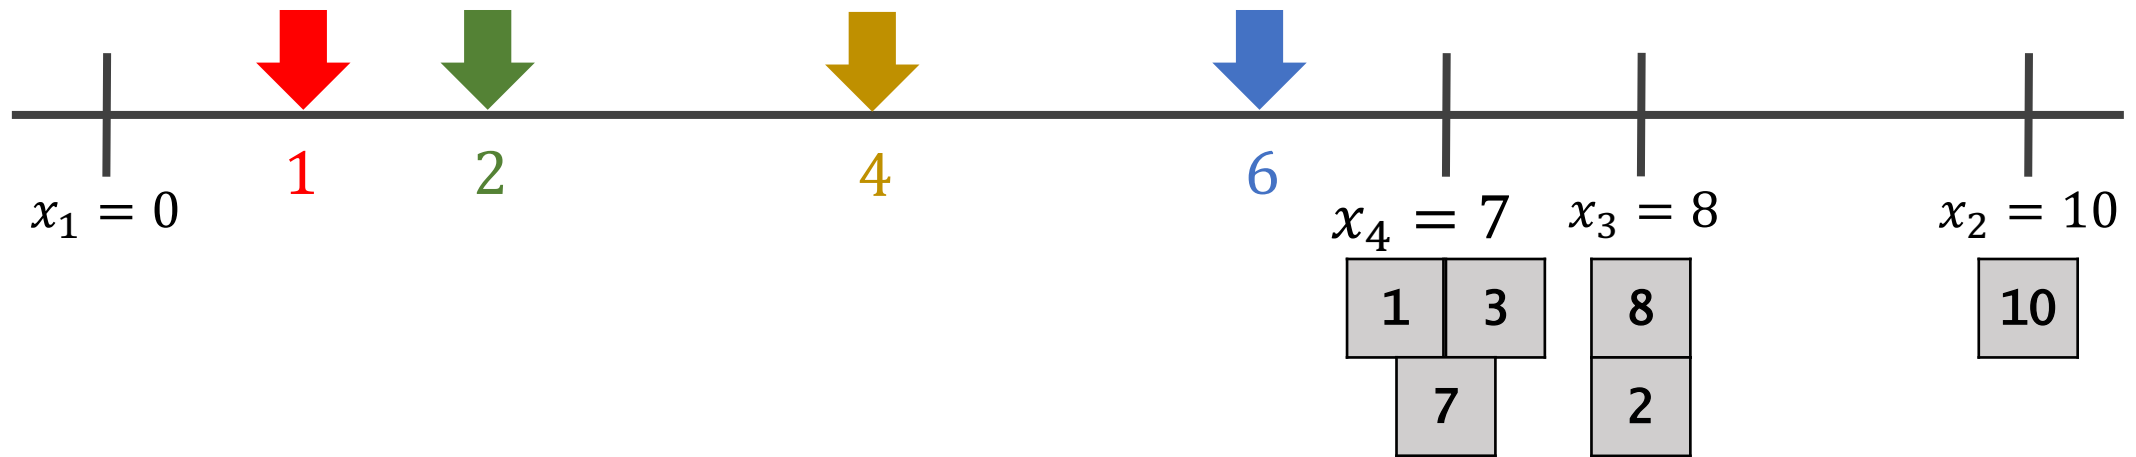 1 2 4 6
x₁ = 0 x₄ = 7 x₃ = 8 x₂ = 10
1 3 8 10
7 2